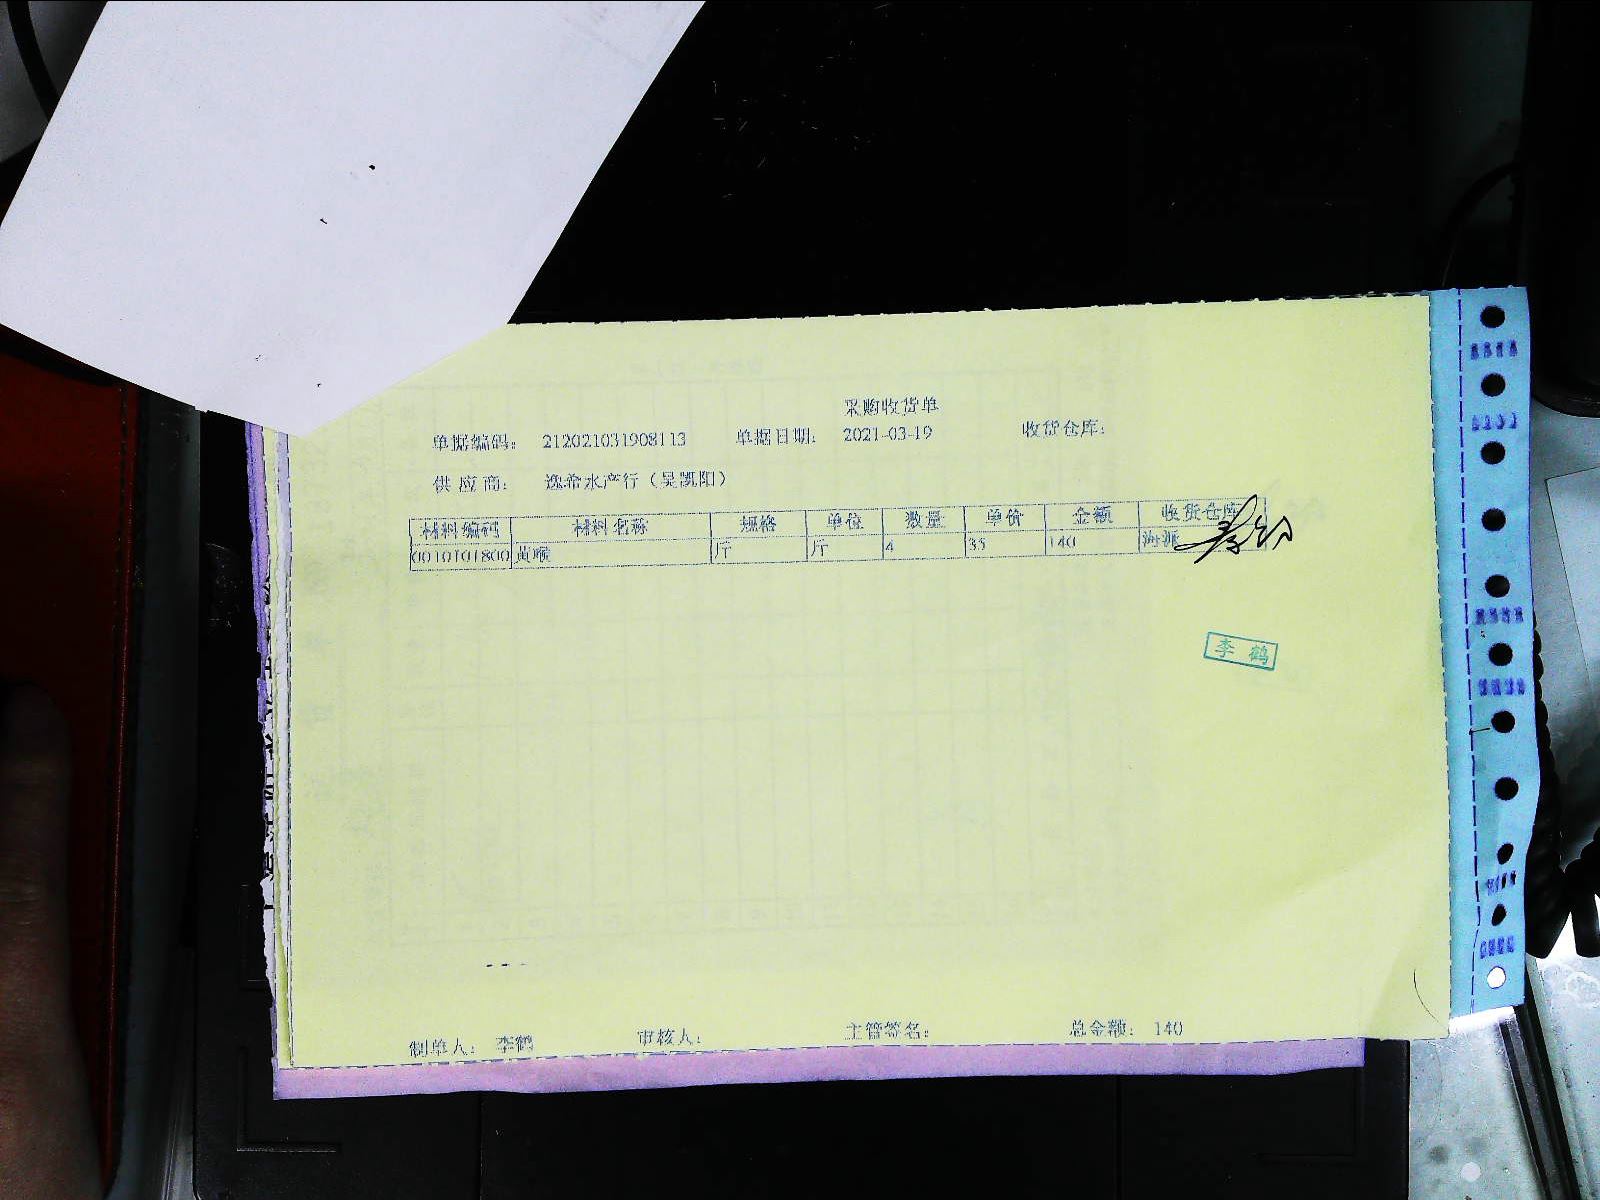 采购收货单
单据编码: 212021031908113 单据日期: 2021-03-19 收货仓库:
供 应 商: 逸希水产行（吴凯阳）
材料编码 材料名称 规格 单位 数量 单价 金额 收货仓库
0010101800 黄喉 斤 斤 4 35 140 海派
李 鹤
制单人: 李鹤 审核人: 主管签名: 总金额: 140